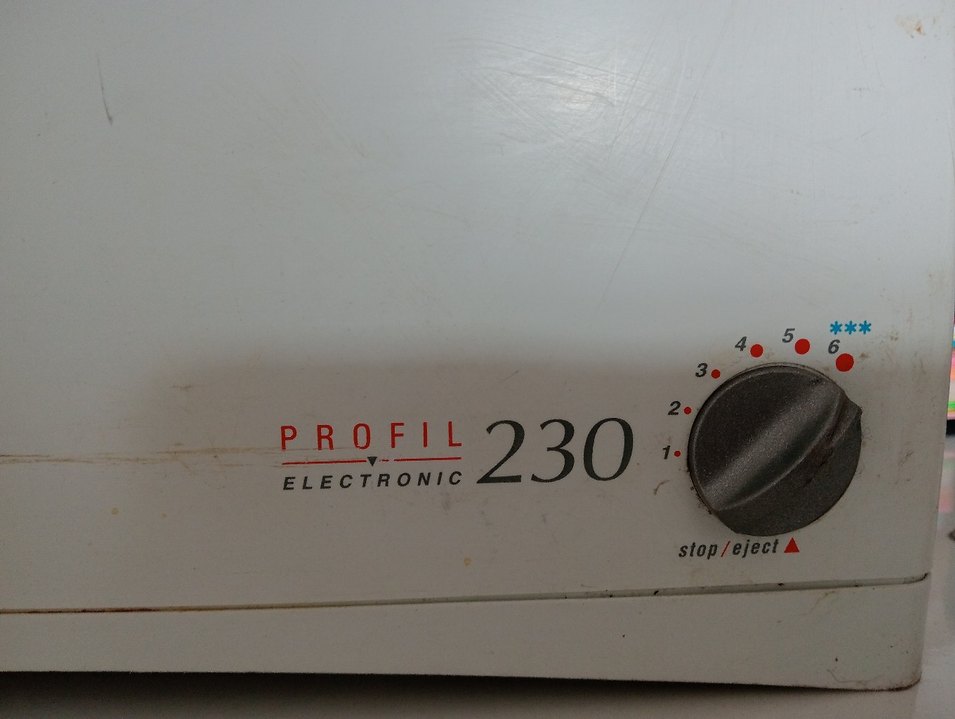 PROFIL
ELECTRONIC
230
1
2
3
4
5
6
***
stop/eject